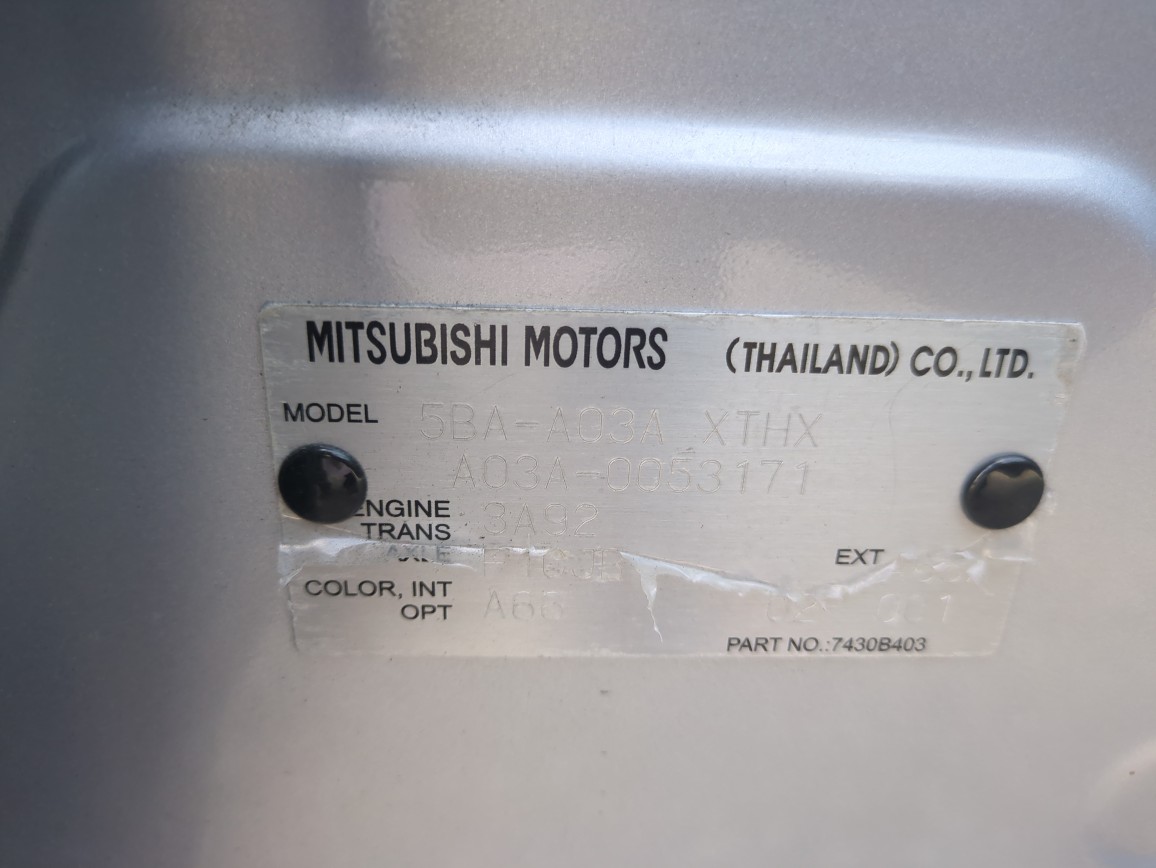 MITSUBISHI MOTORS (THAILAND) CO.,LTD.
MODEL 5BA-A03A XTHX
A03A-0053171
ENGINE 3A92
TRANS
AXLE EXT
COLOR, INT
OPT A66
PART NO.:7430B403